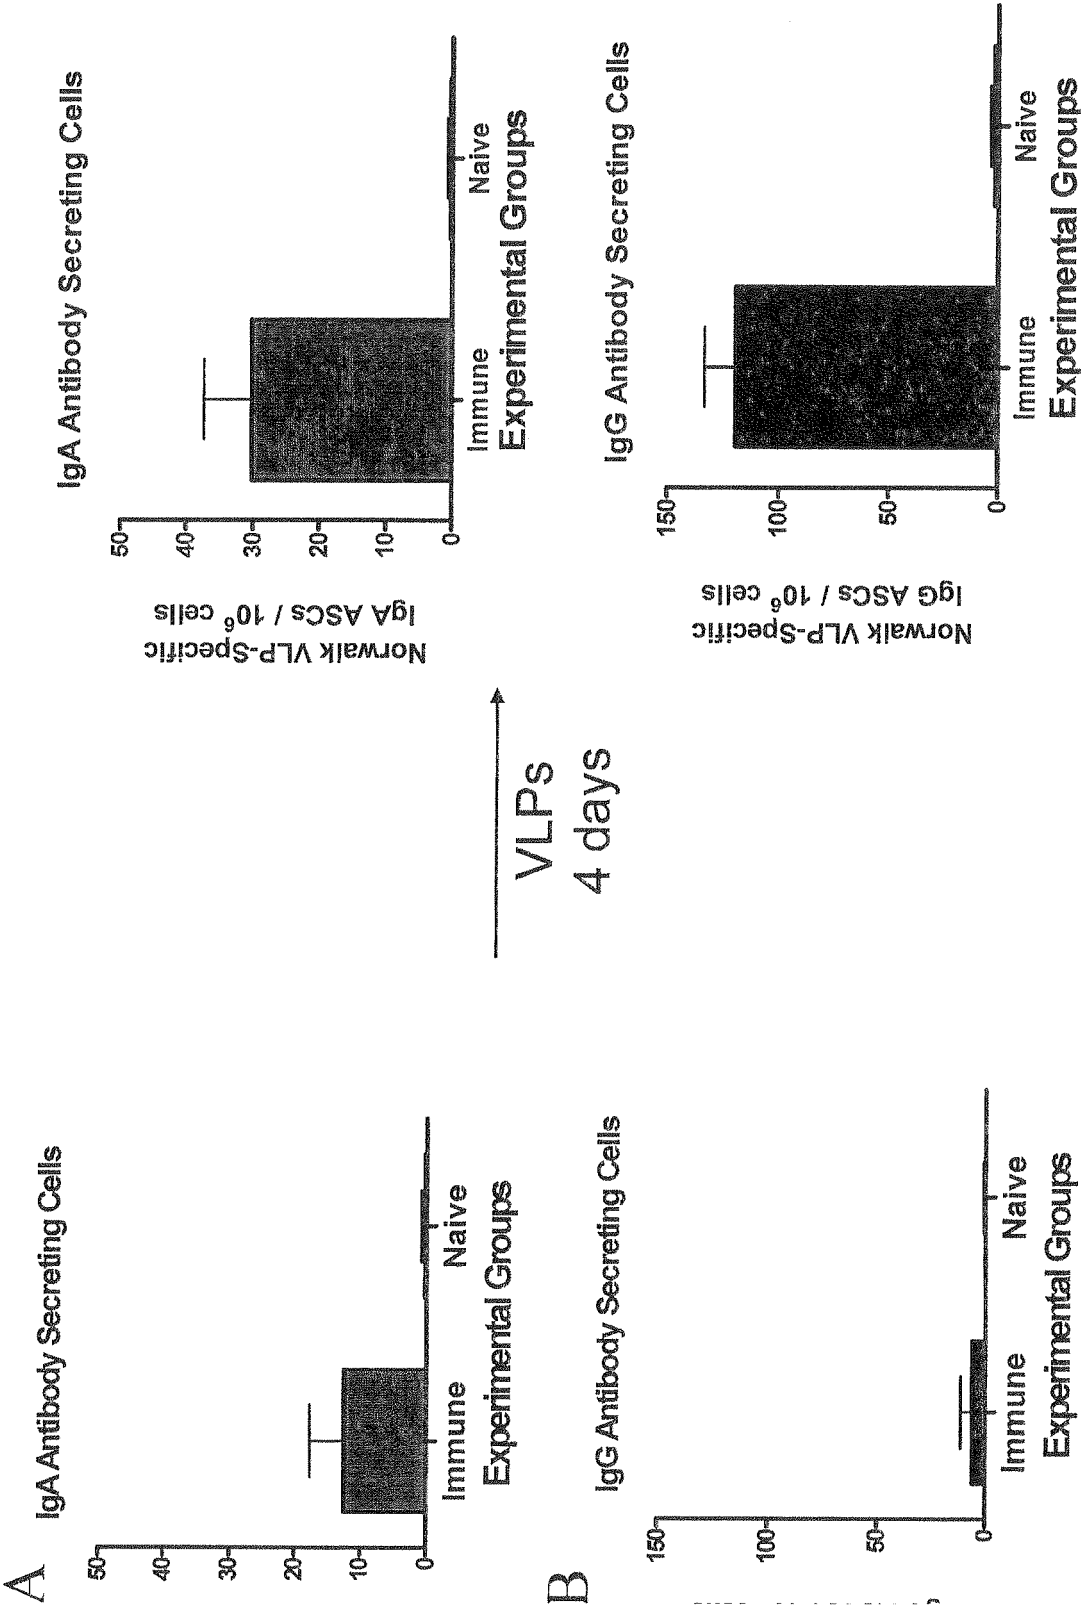 A
IgA Antibody Secreting Cells
50
40
30
20
10
0
Immune
Naive
Experimental Groups
VLPs
4 days
IgA Antibody Secreting Cells
Norwalk VLP-Specific
IgA ASCs / 10⁶ cells
50
40
30
20
10
0
Immune
Naive
Experimental Groups
B
IgG Antibody Secreting Cells
150
100
50
0
Immune
Naive
Experimental Groups
IgG Antibody Secreting Cells
Norwalk VLP-Specific
IgG ASCs / 10⁶ cells
150
100
50
0
Immune
Naive
Experimental Groups